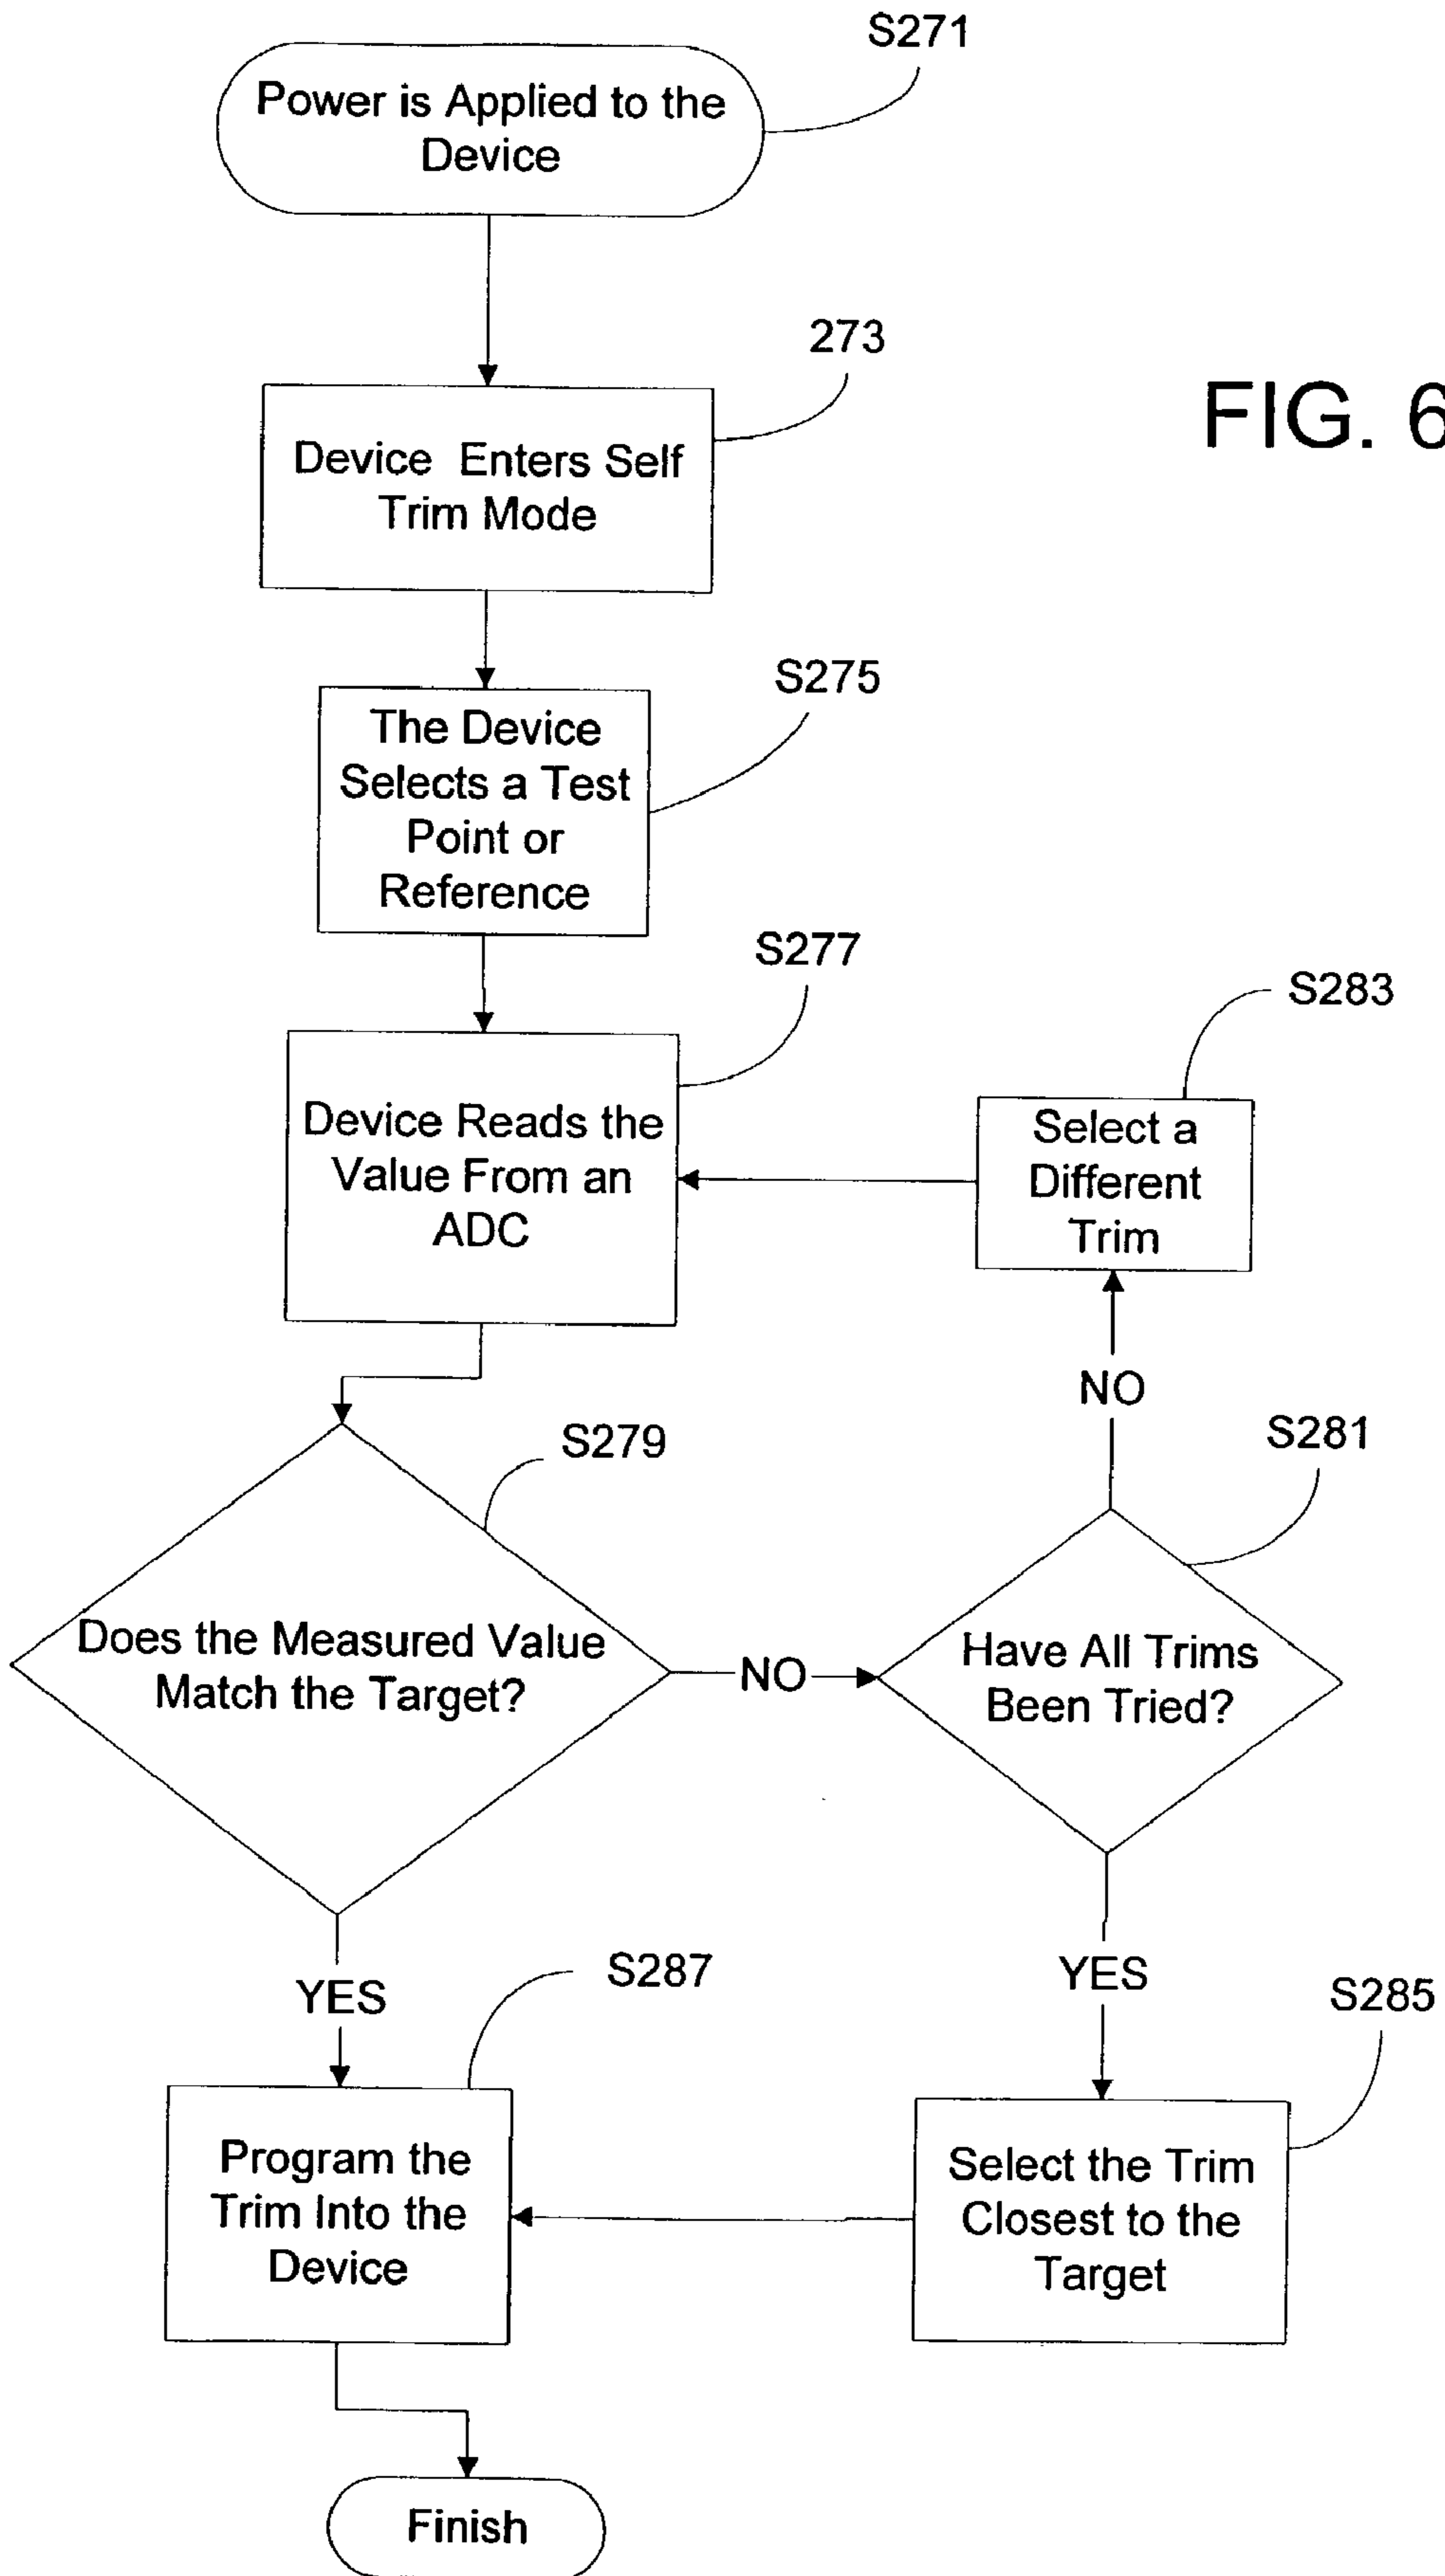 S271
Power is Applied to the
Device
273
Device Enters Self
Trim Mode
FIG. 6
S275
The Device
Selects a Test
Point or
Reference
S277
Device Reads the
Value From an
ADC
S283
Select a
Different
Trim
NO
S279
Does the Measured Value
Match the Target?
NO
S281
Have All Trims
Been Tried?
YES
S287
Program the
Trim Into the
Device
YES
S285
Select the Trim
Closest to the
Target
Finish